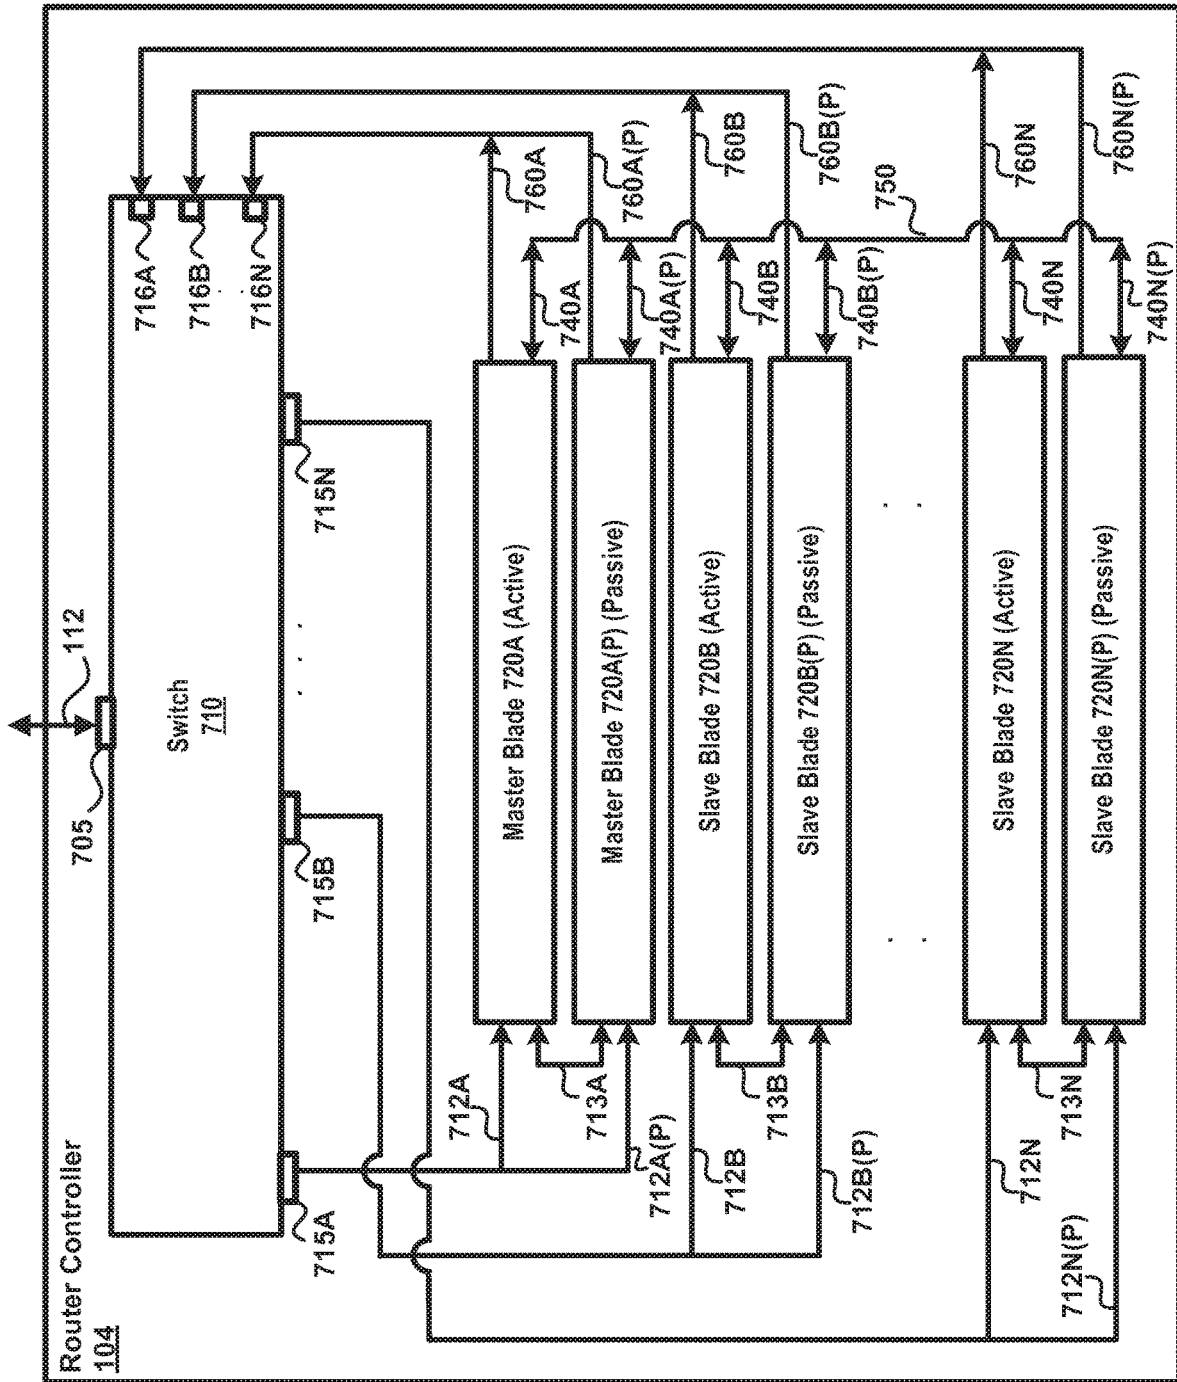 Router Controller
104
112
705
Switch
710
715A
715B
715N
716A
716B
716N
712A
713A
712A(P)
712B
713B
712B(P)
712N
713N
712N(P)
Master Blade 720A (Active)
Master Blade 720A(P) (Passive)
Slave Blade 720B (Active)
Slave Blade 720B(P) (Passive)
Slave Blade 720N (Active)
Slave Blade 720N(P) (Passive)
740A
740A(P)
740B
740B(P)
740N
740N(P)
750
760A
760A(P)
760B
760B(P)
760N
760N(P)